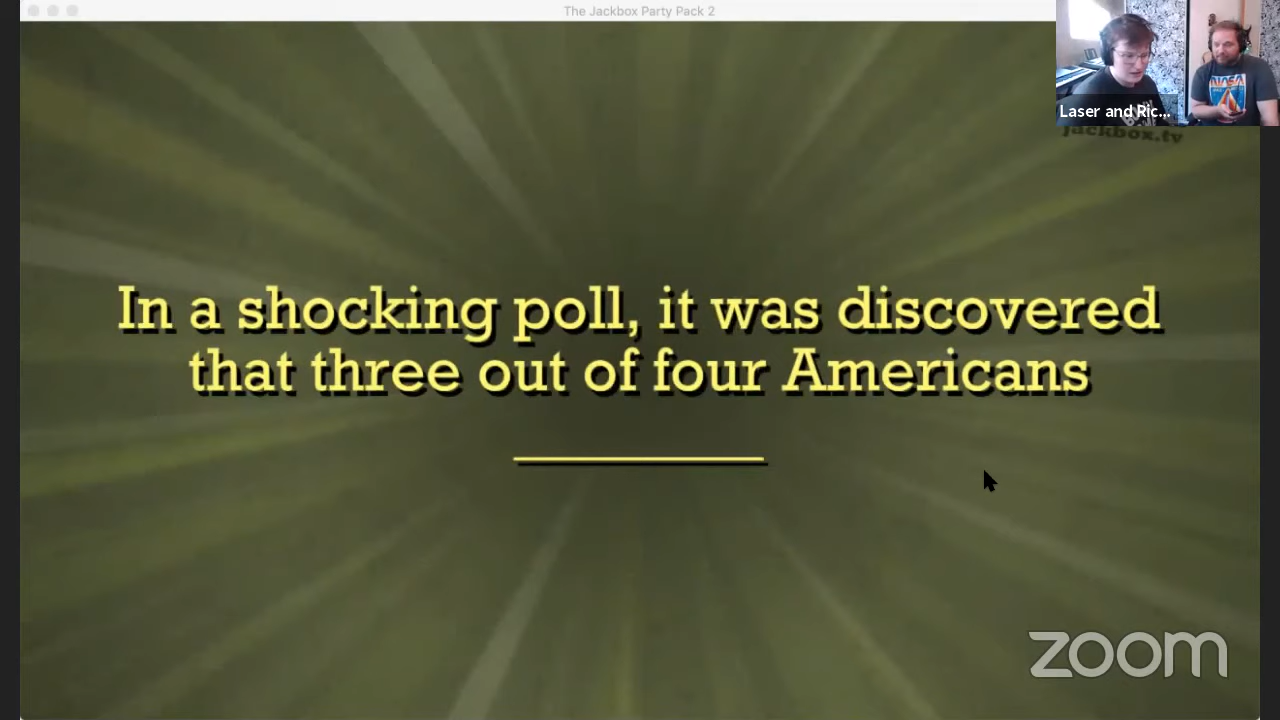 The Jackbox Party Pack 2
NASA
Laser and Ric...
jackbox.tv
In a shocking poll, it was discovered
that three out of four Americans
zoom